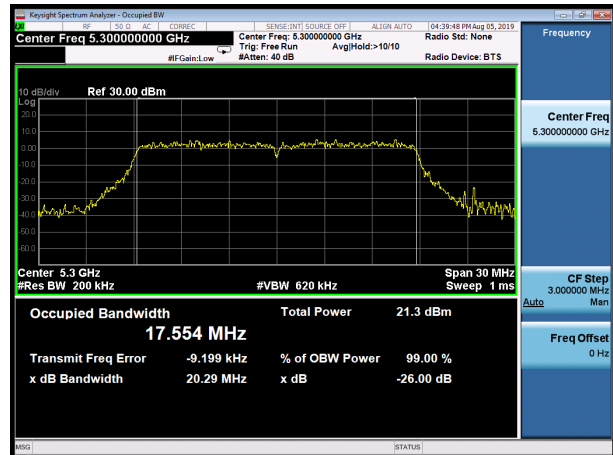 Keysight Spectrum Analyzer - Occupied BW
LXI RF 50 Ω AC CORREC SENSE:INT SOURCE OFF ALIGN AUTO 04:39:48 PM Aug 05, 2019
Center Freq 5.300000000 GHz
Center Freq: 5.300000000 GHz
Radio Std: None
Trig: Free Run Avg|Hold:>10/10
#IFGain:Low
#Atten: 40 dB
Radio Device: BTS
10 dB/div Ref 30.00 dBm
Log
20.0
10.0
0.00
-10.0
-20.0
-30.0
-40.0
-50.0
-60.0
Center 5.3 GHz Span 30 MHz
#Res BW 200 kHz #VBW 620 kHz Sweep 1 ms
Occupied Bandwidth Total Power 21.3 dBm
17.554 MHz
Transmit Freq Error -9.199 kHz % of OBW Power 99.00 %
x dB Bandwidth 20.29 MHz x dB -26.00 dB
MSG STATUS
Frequency
Center Freq
5.300000000 GHz
CF Step
3.000000 MHz
Auto Man
Freq Offset
0 Hz